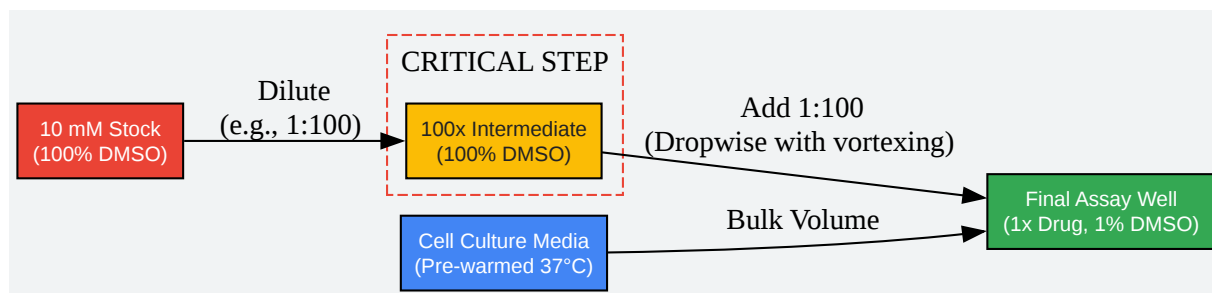 CRITICAL STEP
Dilute
(e.g., 1:100)
10 mM Stock
(100% DMSO)
100x Intermediate
(100% DMSO)
Add 1:100
(Dropwise with vortexing)
Cell Culture Media
(Pre-warmed 37°C)
Bulk Volume
Final Assay Well
(1x Drug, 1% DMSO)